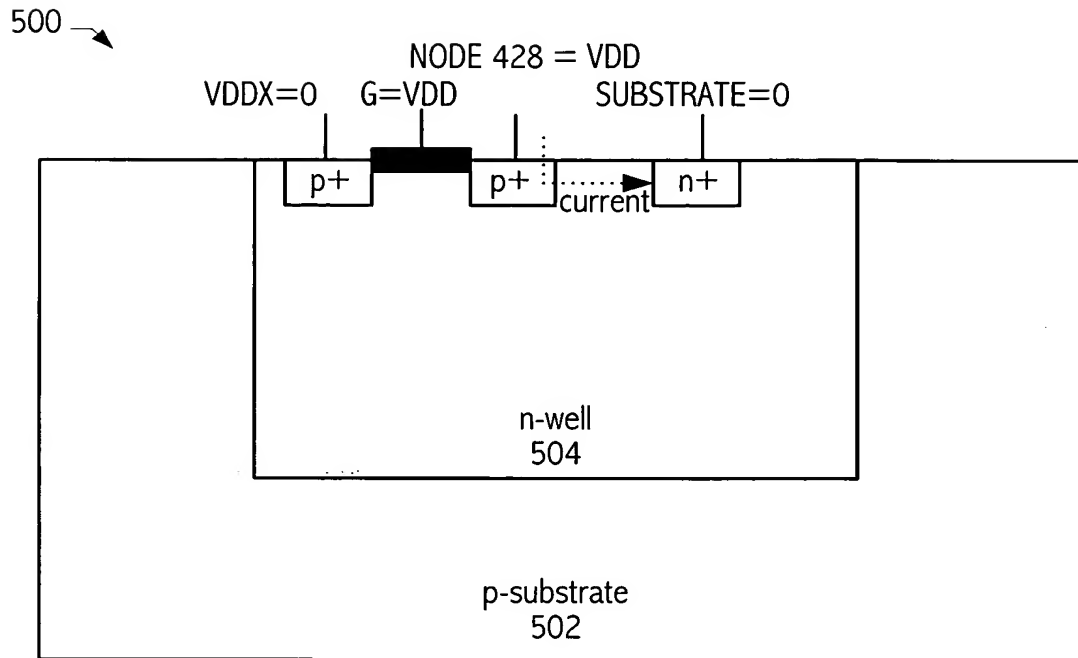 500
NODE 428 = VDD
VDDX=0 G=VDD SUBSTRATE=0
p+ p+ n+
current
n-well
504
p-substrate
502